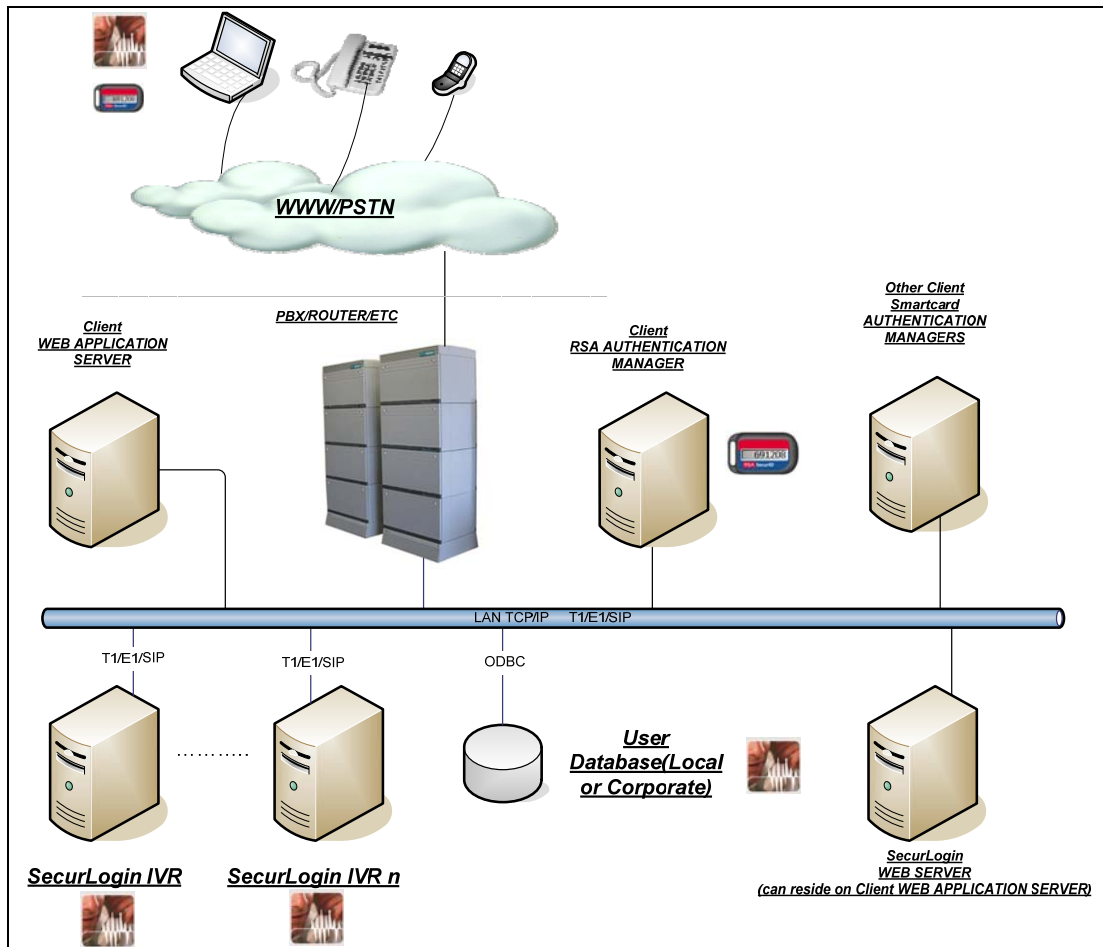 WWW/PSTN
PBX/ROUTER/ETC
Client
WEB APPLICATION
SERVER
Client
RSA AUTHENTICATION
MANAGER
Other Client
Smartcard
AUTHENTICATION
MANAGERS
691208
RSA SecurID
LAN TCP/IP T1/E1/SIP
T1/E1/SIP
T1/E1/SIP
ODBC
...........
User
Database(Local
or Corporate)
SecurLogin IVR
SecurLogin IVR n
SecurLogin
WEB SERVER
(can reside on Client WEB APPLICATION SERVER)